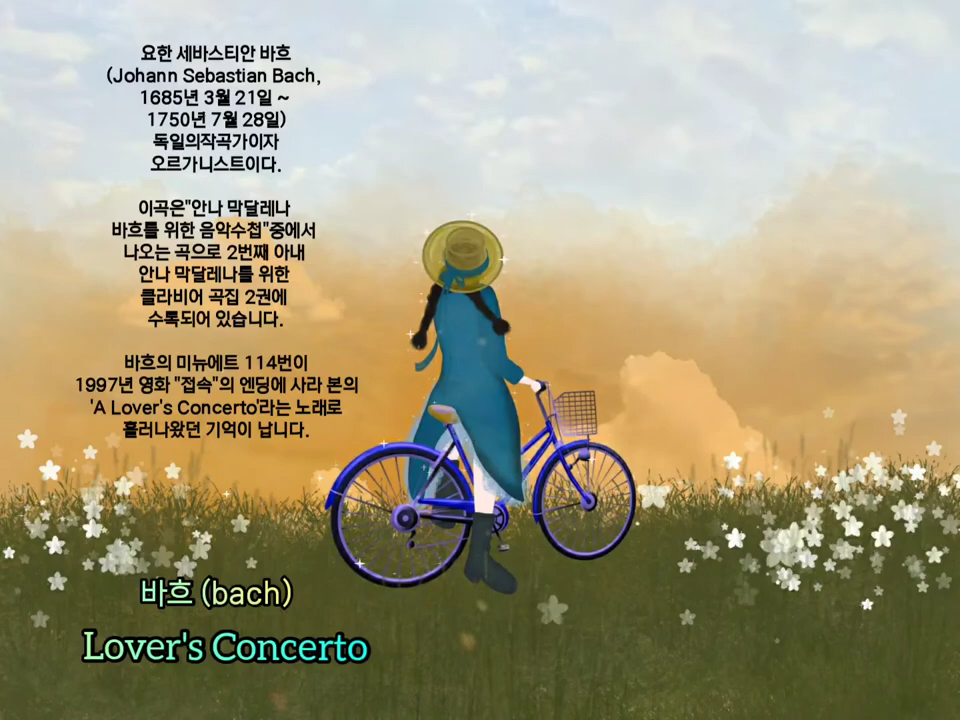 요한 세바스티안 바흐
(Johann Sebastian Bach,
1685년 3월 21일 ~
1750년 7월 28일)
독일의작곡가이자
오르가니스트이다.
이곡은"안나 막달레나
바흐를 위한 음악수첩"중에서
나오는 곡으로 2번째 아내
안나 막달레나를 위한
클라비어 곡집 2권에
수록되어 있습니다.
바흐의 미뉴에트 114번이
1997년 영화 "접속"의 엔딩에 사라 본의
'A Lover's Concerto'라는 노래로
흘러나왔던 기억이 납니다.
바흐 (bach)
Lover's Concerto